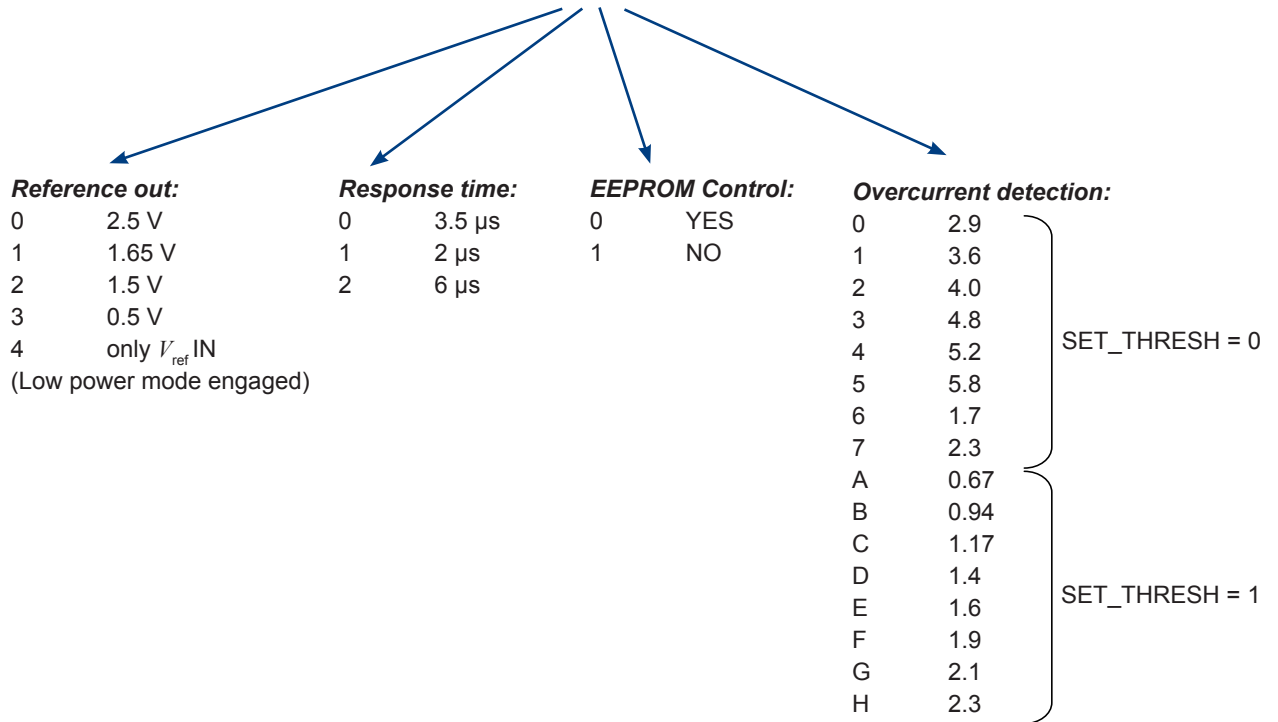 Reference out:
0 2.5 V
1 1.65 V
2 1.5 V
3 0.5 V
4 only Vref IN
(Low power mode engaged)
Response time:
0 3.5 µs
1 2 µs
2 6 µs
EEPROM Control:
0 YES
1 NO
Overcurrent detection:
0 2.9
1 3.6
2 4.0
3 4.8
4 5.2
5 5.8
6 1.7
7 2.3
SET_THRESH = 0
A 0.67
B 0.94
C 1.17
D 1.4
E 1.6
F 1.9
G 2.1
H 2.3
SET_THRESH = 1